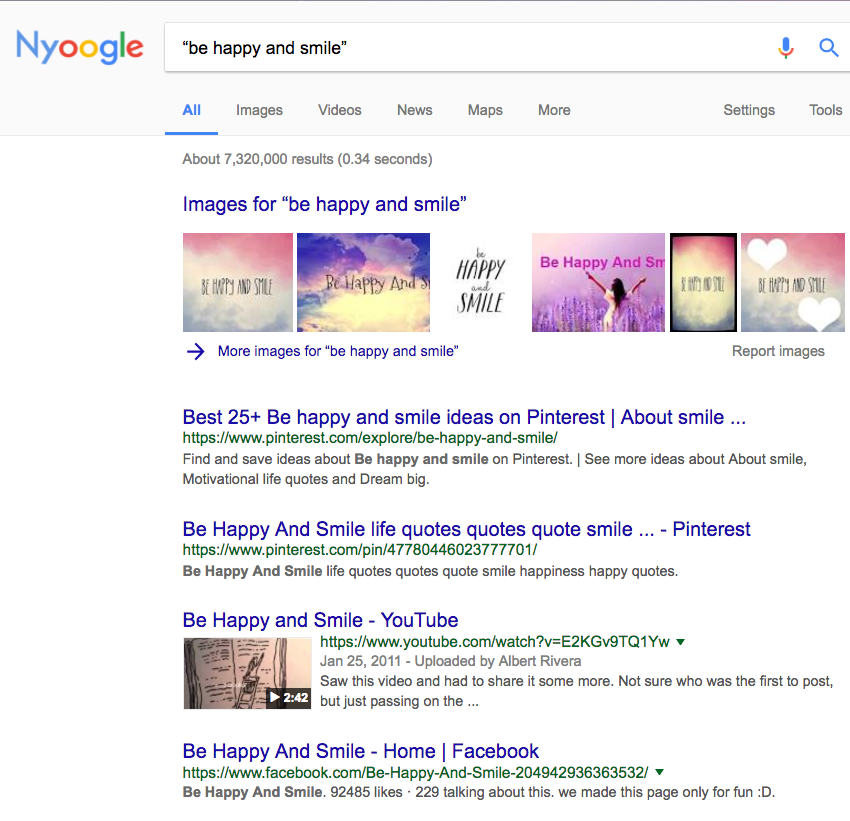 Nyoogle
“be happy and smile”
All Images Videos News Maps More Settings Tools
About 7,320,000 results (0.34 seconds)
Images for “be happy and smile”
BE HAPPY AND SMILE
Be Happy And S
be
HAPPY
and
SMILE
Be Happy And Sm
BE HAPPY AND SMILE
BE HAPPY AND SMILE
More images for “be happy and smile”
Report images
Best 25+ Be happy and smile ideas on Pinterest | About smile ...
https://www.pinterest.com/explore/be-happy-and-smile/
Find and save ideas about Be happy and smile on Pinterest. | See more ideas about About smile,
Motivational life quotes and Dream big.
Be Happy And Smile life quotes quotes quote smile ... - Pinterest
https://www.pinterest.com/pin/47780446023777701/
Be Happy And Smile life quotes quotes quote smile happiness happy quotes.
Be Happy and Smile - YouTube
2:42
https://www.youtube.com/watch?v=E2KGv9TQ1Yw
Jan 25, 2011 - Uploaded by Albert Rivera
Saw this video and had to share it some more. Not sure who was the first to post,
but just passing on the ...
Be Happy And Smile - Home | Facebook
https://www.facebook.com/Be-Happy-And-Smile-204942936363532/
Be Happy And Smile. 92485 likes · 229 talking about this. we made this page only for fun :D.